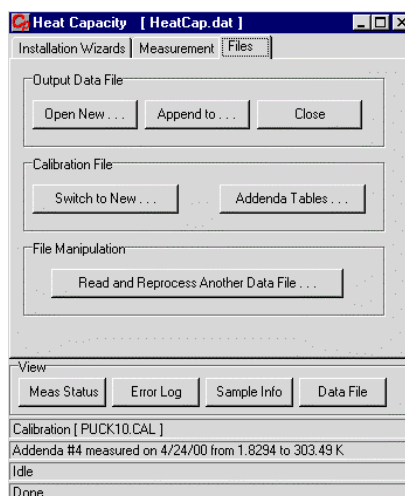 Heat Capacity [ HeatCap.dat ]
Installation Wizards Measurement Files
Output Data File
Open New . . . Append to . . . Close
Calibration File
Switch to New . . . Addenda Tables . . .
File Manipulation
Read and Reprocess Another Data File . . .
View
Meas Status Error Log Sample Info Data File
Calibration [ PUCK10.CAL ]
Addenda #4 measured on 4/24/00 from 1.8294 to 303.49 K
Idle
Done